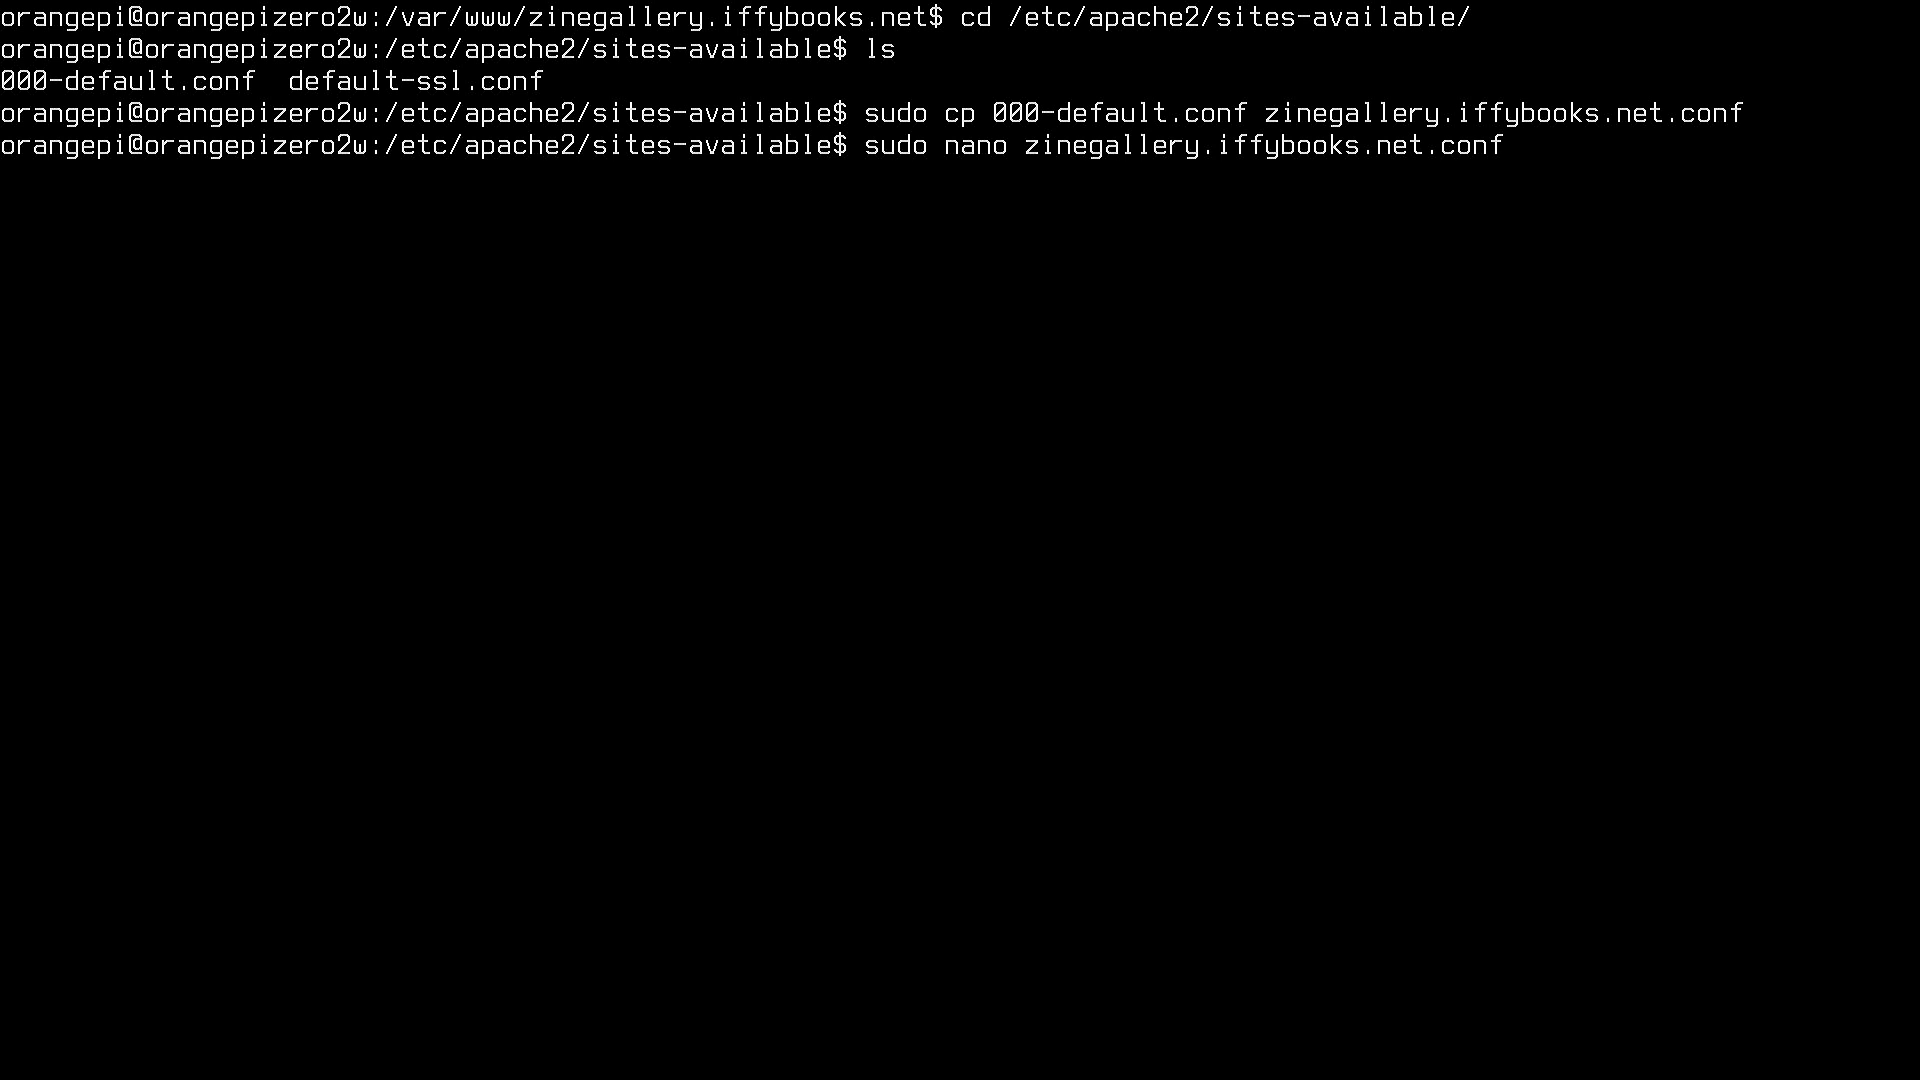 orangepi@orangepizero2w:/var/www/zinegallery.iffybooks.net$ cd /etc/apache2/sites-available/
orangepi@orangepizero2w:/etc/apache2/sites-available$ ls
000-default.conf  default-ssl.conf
orangepi@orangepizero2w:/etc/apache2/sites-available$ sudo cp 000-default.conf zinegallery.iffybooks.net.conf
orangepi@orangepizero2w:/etc/apache2/sites-available$ sudo nano zinegallery.iffybooks.net.conf